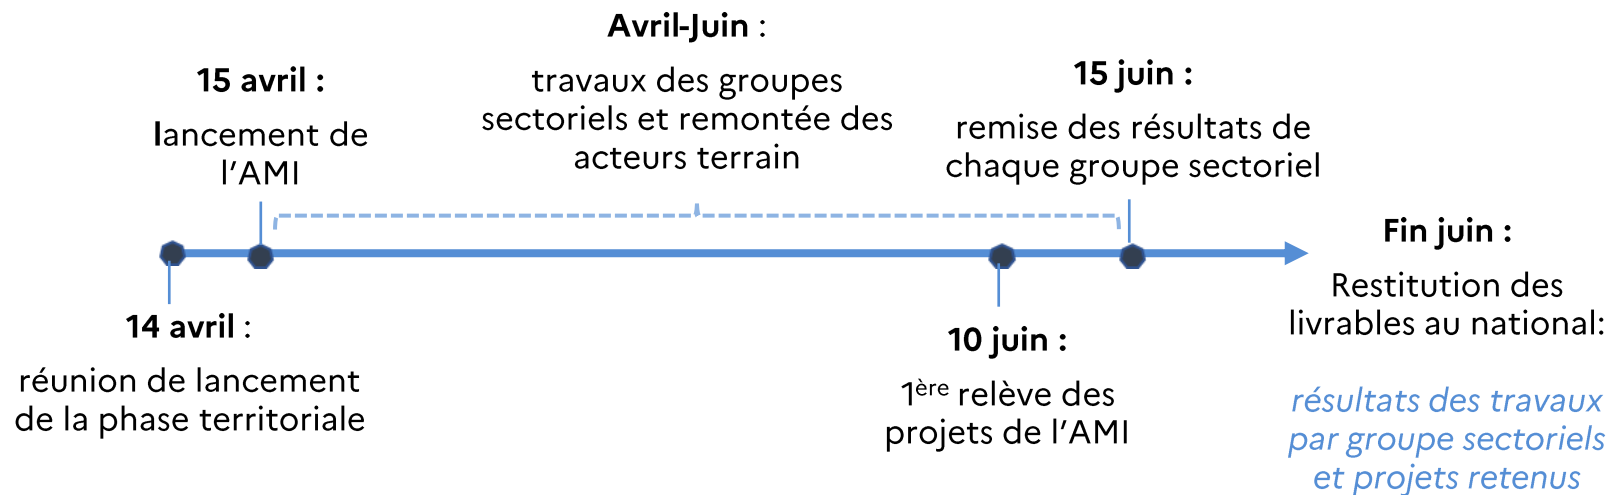 14 avril :
réunion de lancement
de la phase territoriale
15 avril :
lancement de
l’AMI
Avril-Juin :
travaux des groupes
sectoriels et remontée des
acteurs terrain
10 juin :
1ère relève des
projets de l’AMI
15 juin :
remise des résultats de
chaque groupe sectoriel
Fin juin :
Restitution des
livrables au national:
résultats des travaux
par groupe sectoriels
et projets retenus